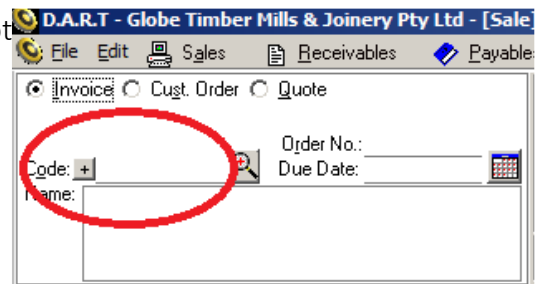 D.A.R.T - Globe Timber Mills & Joinery Pty Ltd - [Sale]
File Edit Sales Receivables Payable
Invoice Cust. Order Quote
Order No.:
Code: + Due Date:
Name: